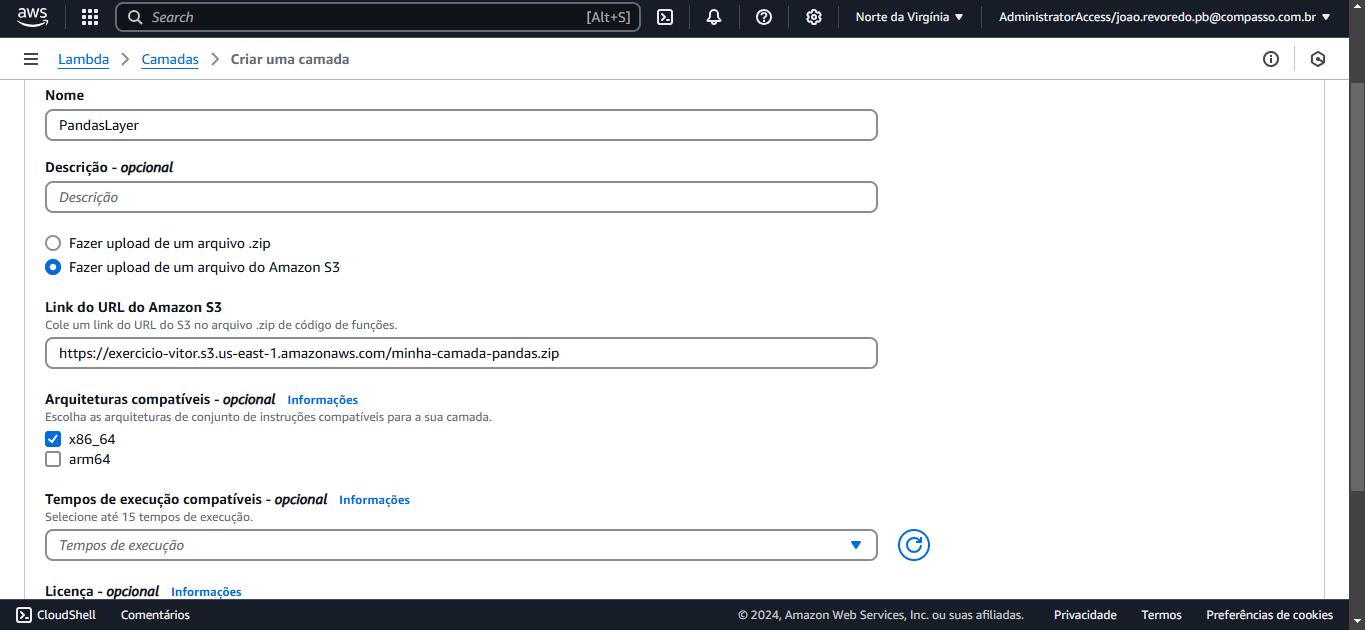 aws
Search [Alt+S] Norte da Virgínia AdministratorAccess/joao.revoredo.pb@compasso.com.br
Lambda Camadas Criar uma camada
Nome
PandasLayer
Descrição - opcional
Descrição
Fazer upload de um arquivo .zip
Fazer upload de um arquivo do Amazon S3
Link do URL do Amazon S3
Cole um link do URL do S3 no arquivo .zip de código de funções.
https://exercicio-vitor.s3.us-east-1.amazonaws.com/minha-camada-pandas.zip
Arquiteturas compatíveis - opcional Informações
Escolha as arquiteturas de conjunto de instruções compatíveis para a sua camada.
x86_64
arm64
Tempos de execução compatíveis - opcional Informações
Selecione até 15 tempos de execução.
Tempos de execução
Licença - opcional Informações
CloudShell Comentários © 2024, Amazon Web Services, Inc. ou suas afiliadas. Privacidade Termos Preferências de cookies